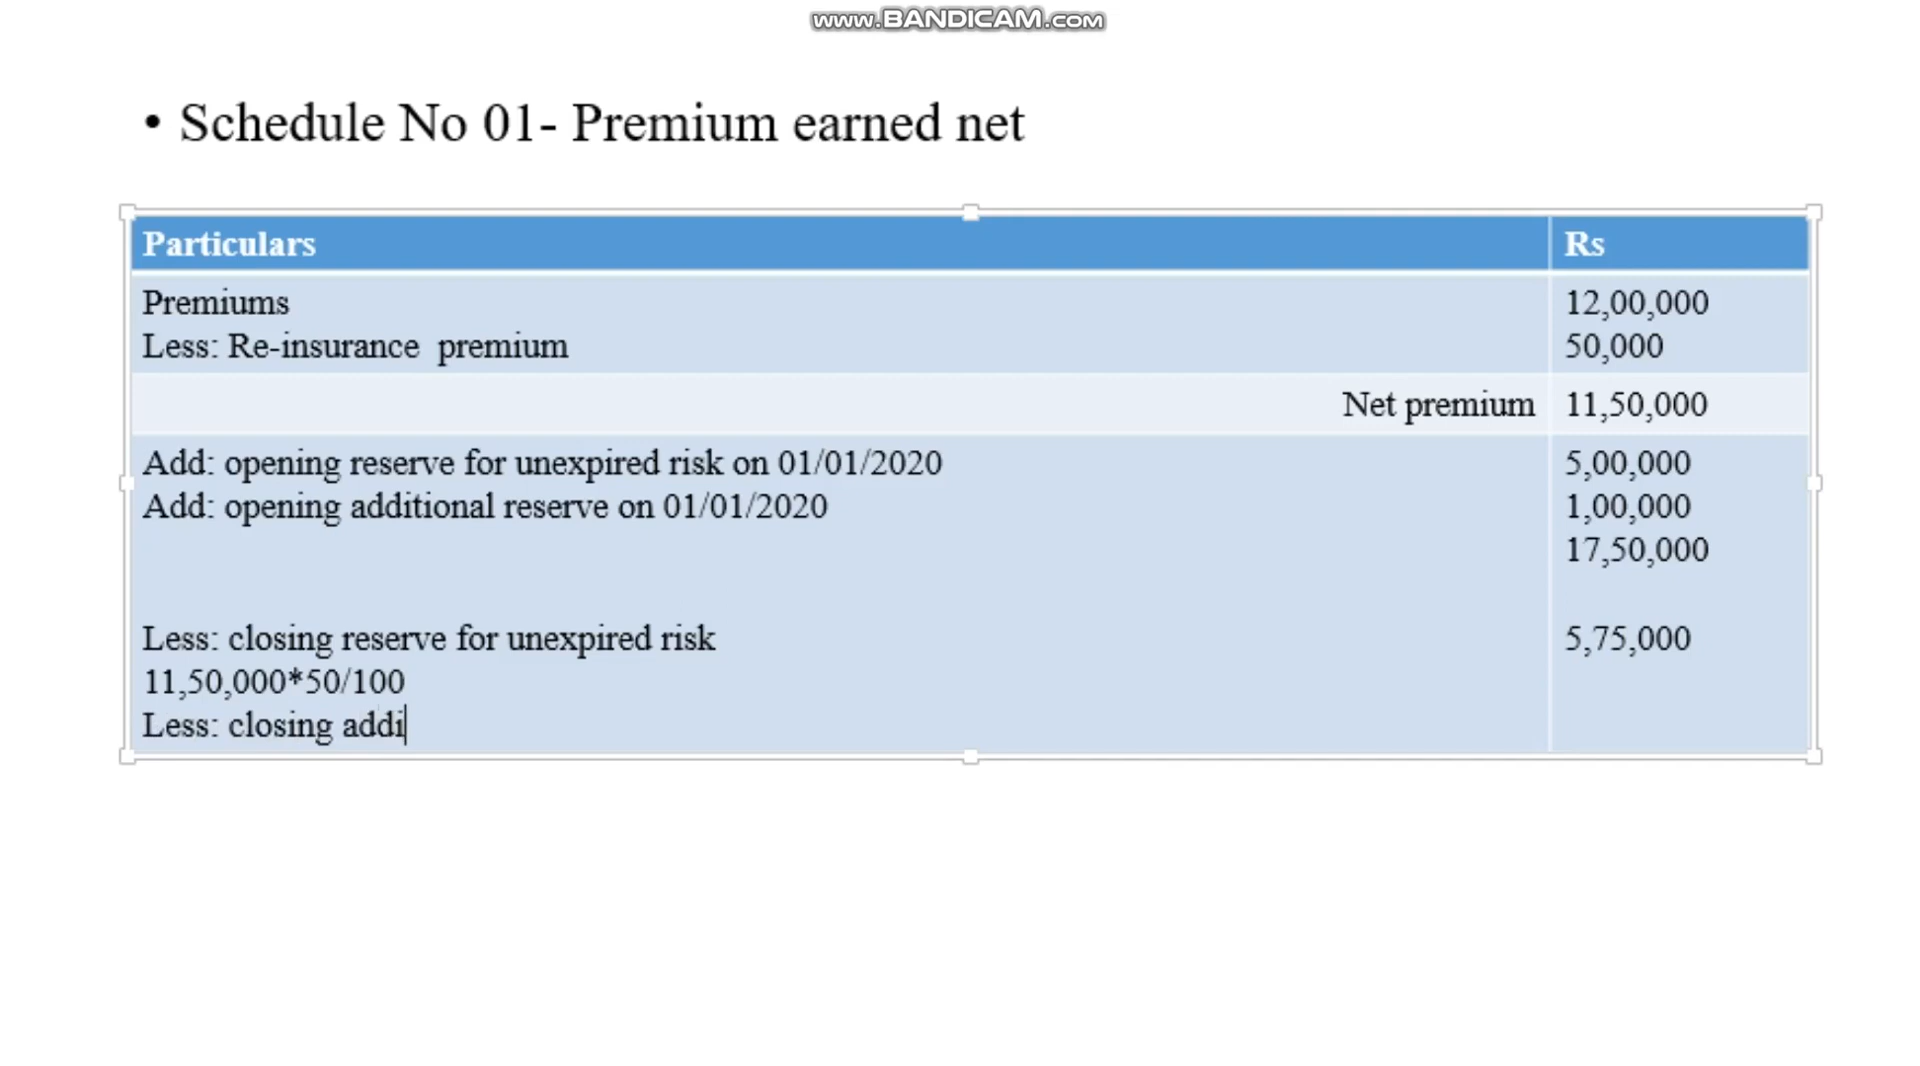 www.BANDICAM.com
• Schedule No 01- Premium earned net
Particulars Rs
Premiums 12,00,000
Less: Re-insurance premium 50,000
Net premium 11,50,000
Add: opening reserve for unexpired risk on 01/01/2020 5,00,000
Add: opening additional reserve on 01/01/2020 1,00,000
17,50,000
Less: closing reserve for unexpired risk 5,75,000
11,50,000*50/100
Less: closing addi